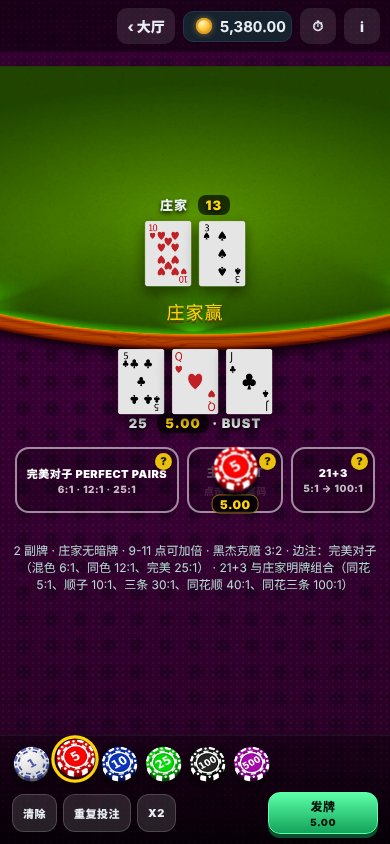 ‹ 大厅
5,380.00
i
庄家 13
10
3
庄家赢
5
Q
J
25 5.00 · BUST
完美对子 PERFECT PAIRS
6:1 · 12:1 · 25:1
?
5
5.00
?
21+3
5:1 → 100:1
?
2 副牌 · 庄家无暗牌 · 9-11 点可加倍 · 黑杰克赔 3:2 · 边注：完美对子
（混色 6:1、同色 12:1、完美 25:1） · 21+3 与庄家明牌组合（同花
5:1、顺子 10:1、三条 30:1、同花顺 40:1、同花三条 100:1）
1
5
10
25
100
500
清除
重复投注
X2
发牌
5.00